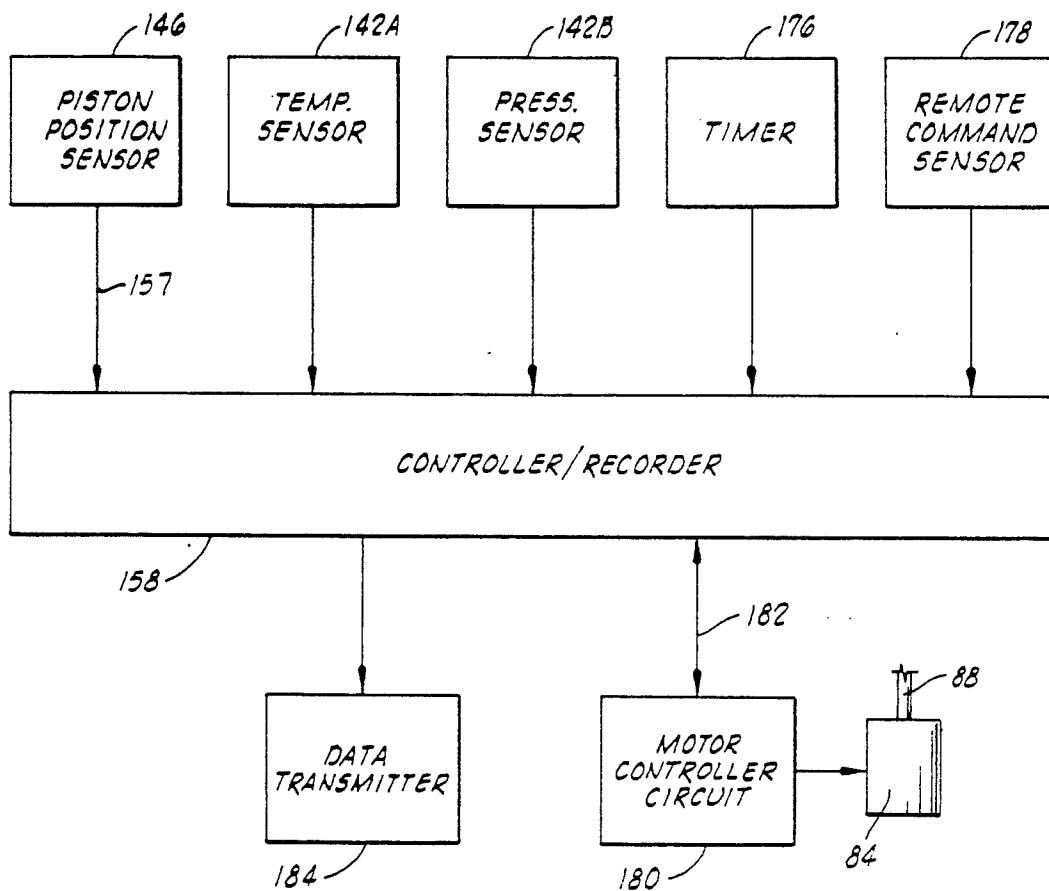 146
142A
142B
176
178
PISTON
POSITION
SENSOR
TEMP.
SENSOR
PRESS.
SENSOR
TIMER
REMOTE
COMMAND
SENSOR
157
CONTROLLER/RECORDER
158
182
88
DATA
TRANSMITTER
MOTOR
CONTROLLER
CIRCUIT
184
180
84